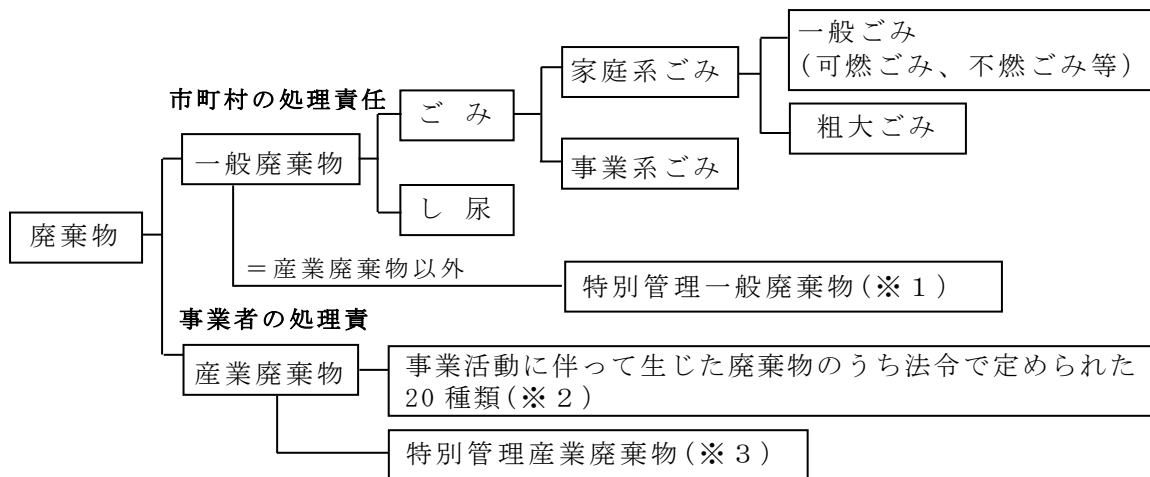 一般ごみ
(可燃ごみ、不燃ごみ等)
家庭系ごみ
市町村の処理責任
ごみ
粗大ごみ
一般廃棄物
事業系ごみ
し尿
廃棄物
＝産業廃棄物以外
特別管理一般廃棄物(※１)
事業者の処理責
産業廃棄物
事業活動に伴って生じた廃棄物のうち法令で定められた
20種類(※２)
特別管理産業廃棄物(※３)